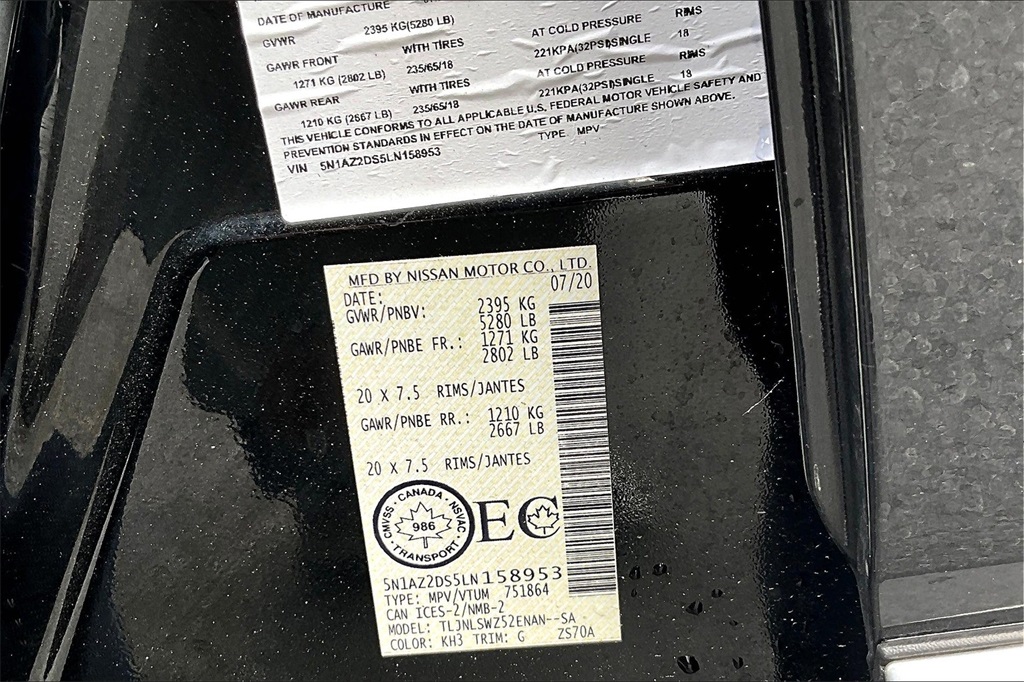 DATE OF MANUFACTURE
GVWR 2395 KG(5280 LB)
GAWR FRONT WITH TIRES AT COLD PRESSURE RIMS
1271 KG (2802 LB) 235/65/18 221KPA(32PSI)SINGLE 18
GAWR REAR WITH TIRES AT COLD PRESSURE RIMS
1210 KG (2667 LB) 235/65/18 221KPA(32PSI)SINGLE 18
THIS VEHICLE CONFORMS TO ALL APPLICABLE U.S. FEDERAL MOTOR VEHICLE SAFETY AND
PREVENTION STANDARDS IN EFFECT ON THE DATE OF MANUFACTURE SHOWN ABOVE.
VIN 5N1AZ2DS5LN158953 TYPE MPV
MFD BY NISSAN MOTOR CO., LTD.
DATE: 07/20
GVWR/PNBV: 2395 KG
5280 LB
GAWR/PNBE FR.: 1271 KG
2802 LB
20 X 7.5 RIMS/JANTES
GAWR/PNBE RR.: 1210 KG
2667 LB
20 X 7.5 RIMS/JANTES
CMVSS · CANADA · NSVAC
986
· TRANSPORT ·
EC
5N1AZ2DS5LN158953
TYPE: MPV/VTUM 751864
CAN ICES-2/NMB-2
MODEL: TLJNLSWZ52ENAN--SA
COLOR: KH3 TRIM: G ZS70A